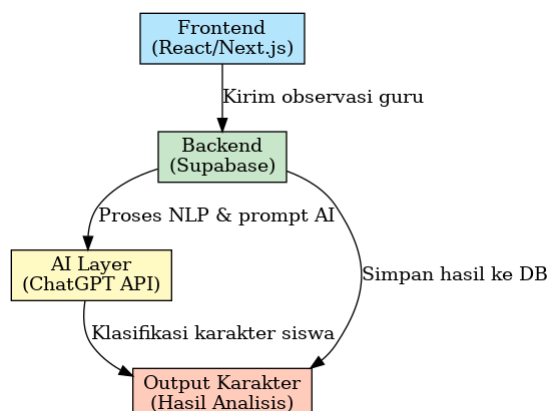 Frontend
(React/Next.js)
Kirim observasi guru
Backend
(Supabase)
Proses NLP & prompt AI
AI Layer
(ChatGPT API)
Simpan hasil ke DB
Klasifikasi karakter siswa
Output Karakter
(Hasil Analisis)